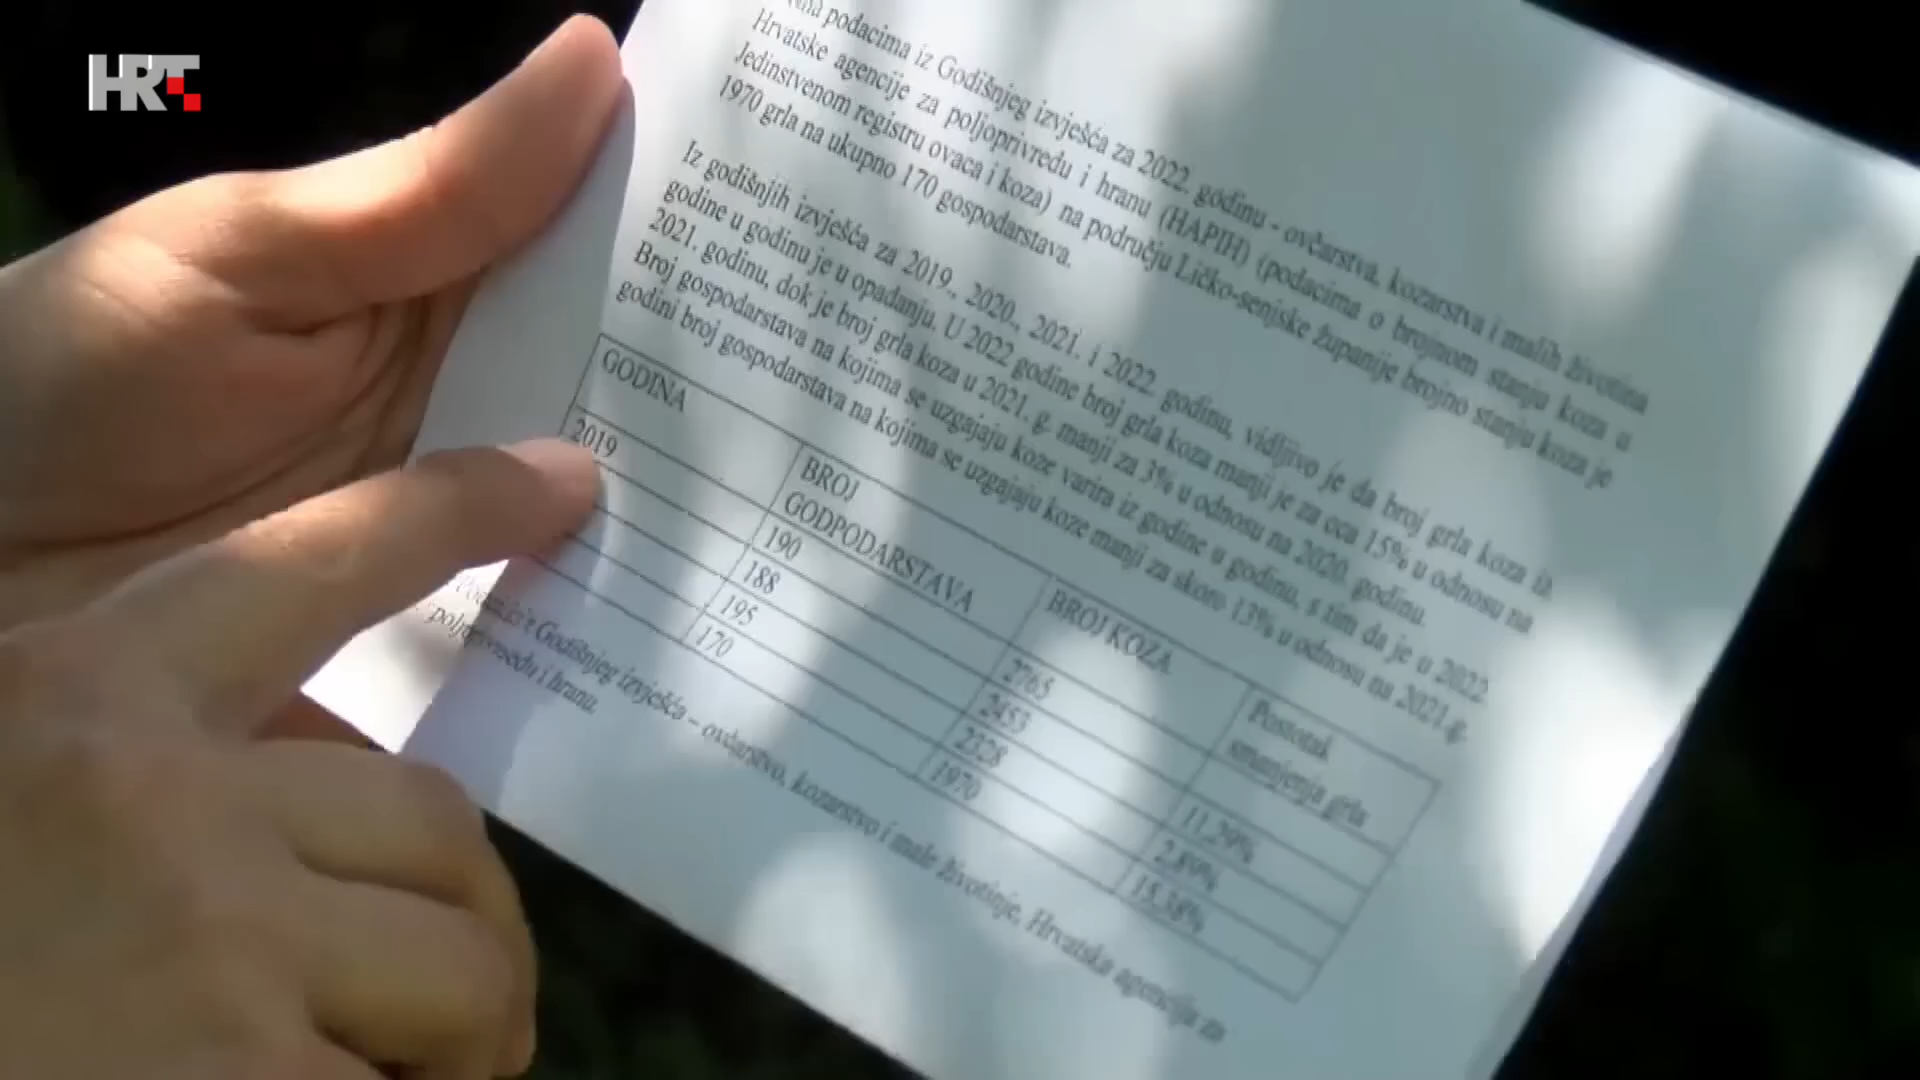 HRT
podacima iz Godišnjeg izvješća za 2022. godinu - ovčarstva, kozarstva i malih životinja
Hrvatske agencije za poljoprivredu i hranu (HAPIH) (podacima o brojnom stanju koza u
Jedinstvenom registru ovaca i koza) na području Ličko-senjske županije brojno stanju koza je
1970 grla na ukupno 170 gospodarstava.
Iz godišnjih izvješća za 2019., 2020., 2021. i 2022. godinu, vidljivo je da broj grla koza iz
godine u godinu je u opadanju. U 2022 godine broj grla koza manji je za cca 15% u odnosu na
2021. godinu, dok je broj grla koza u 2021. g. manji za 3% u odnosu na 2020. godinu.
Broj gospodarstava na kojima se uzgajaju koze varira iz godine u godinu, s tim da je u 2022
godini broj gospodarstava na kojima se uzgajaju koze manji za skoro 13% u odnosu na 2021.g.
GODINA
BROJ
GODPODARSTAVA
BROJ KOZA
Postotak
smanjenja grla
2019
190
2765
188
2453
11,29%
195
2328
2,89%
170
1970
15,38%
Godišnjeg izvješća – ovčarstvo, kozarstvo i male životinje, Hrvatska agencija za
poljoprivredu i hranu.